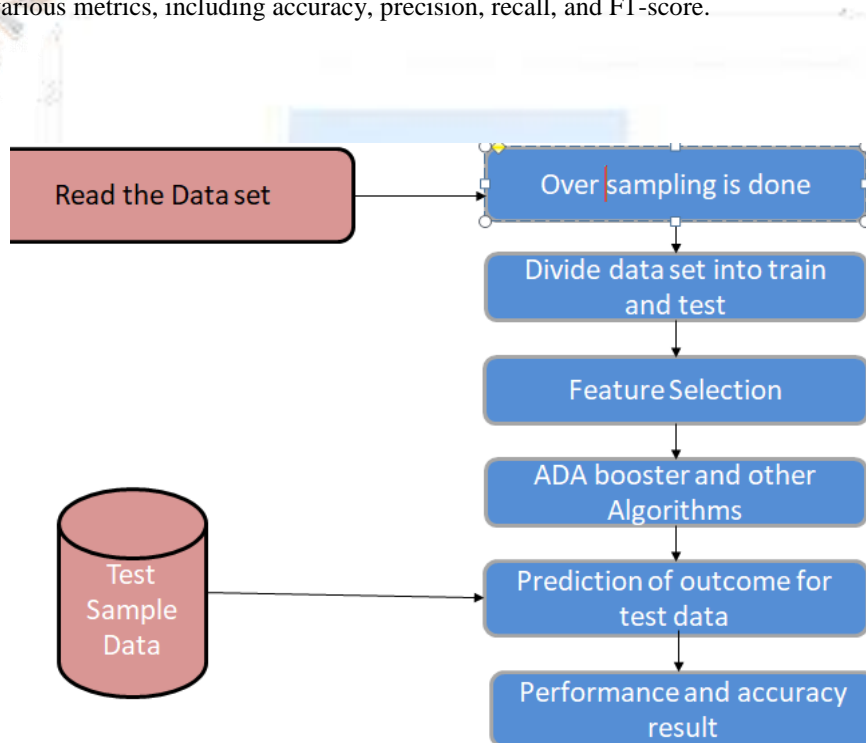 various metrics, including accuracy, precision, recall, and F1-score.
Read the Data set
Over sampling is done
Divide data set into train
and test
Feature Selection
ADA booster and other
Algorithms
Test
Sample
Data
Prediction of outcome for
test data
Performance and accuracy
result